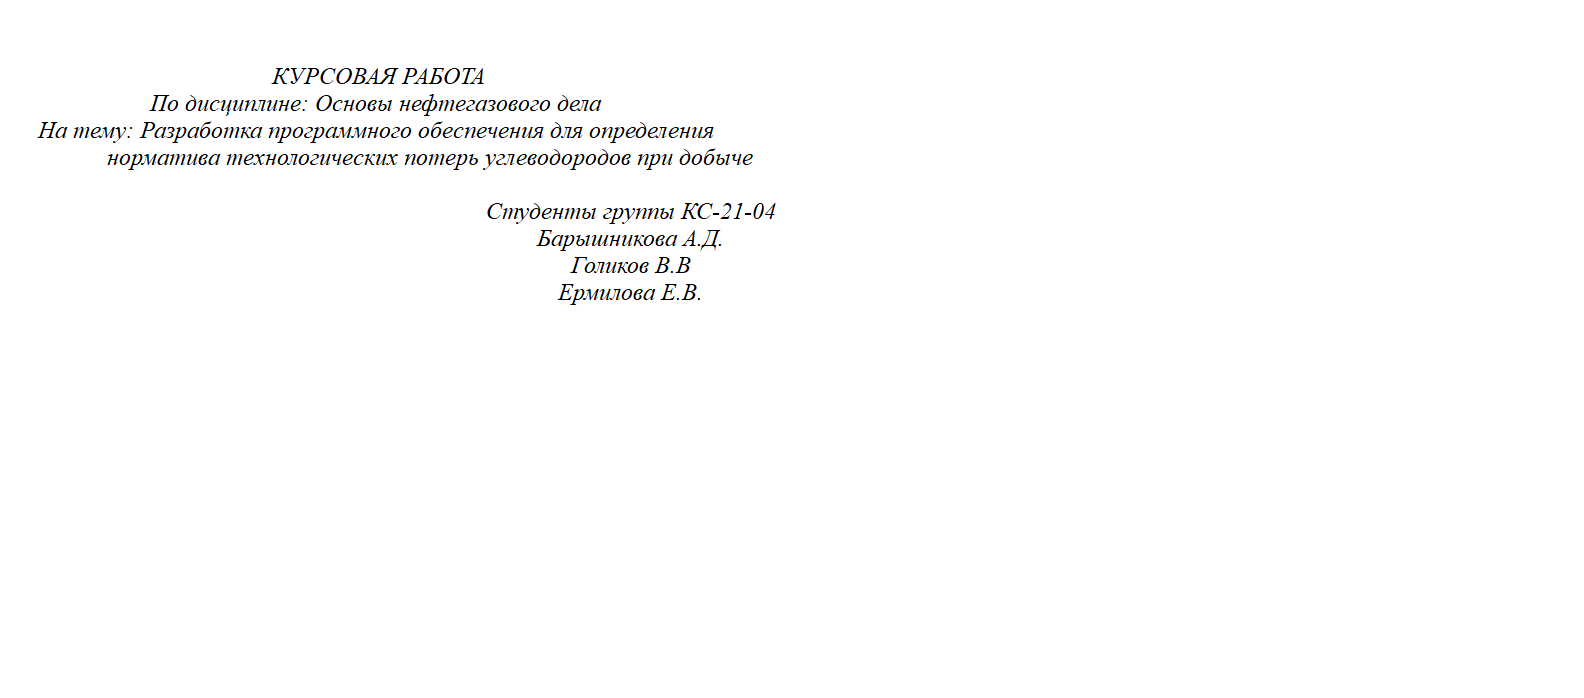 КУРСОВАЯ РАБОТА
По дисциплине: Основы нефтегазового дела
На тему: Разработка программного обеспечения для определения
норматива технологических потерь углеводородов при добыче
Студенты группы КС-21-04
Барышникова А.Д.
Голиков В.В
Ермилова Е.В.